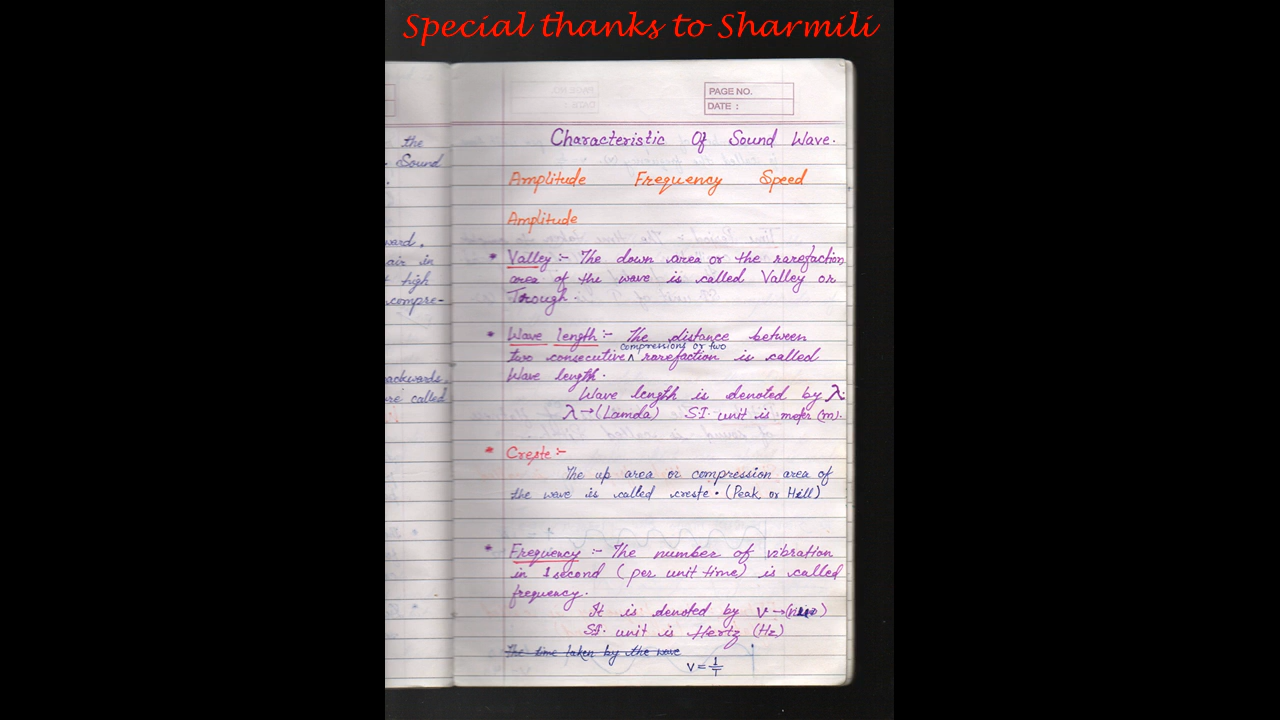 Special thanks to Sharmili
PAGE NO.
DATE :
the
Sound
ward.
air in
high
compre-
ackwards,
are called
Characteristic Of Sound Wave.
Amplitude Frequency Speed
Amplitude
* Valley :- The down area or the rarefaction
area of the wave is called Valley or
Trough.
* Wave length :- The distance between
compressions or two
two consecutive ^ rarefaction is called
Wave length.
Wave length is denoted by λ.
λ→(Lamda) S.I. unit is meter (m).
* Creste :-
The up area or compression area of
the wave is called creste. (Peak or Hill)
* Frequency :- The number of vibration
in 1 second (per unit time) is called
frequency.
It is denoted by ν→(neo)
S.I. unit is Hertz (Hz)
The time taken by the wave
ν = 1/T